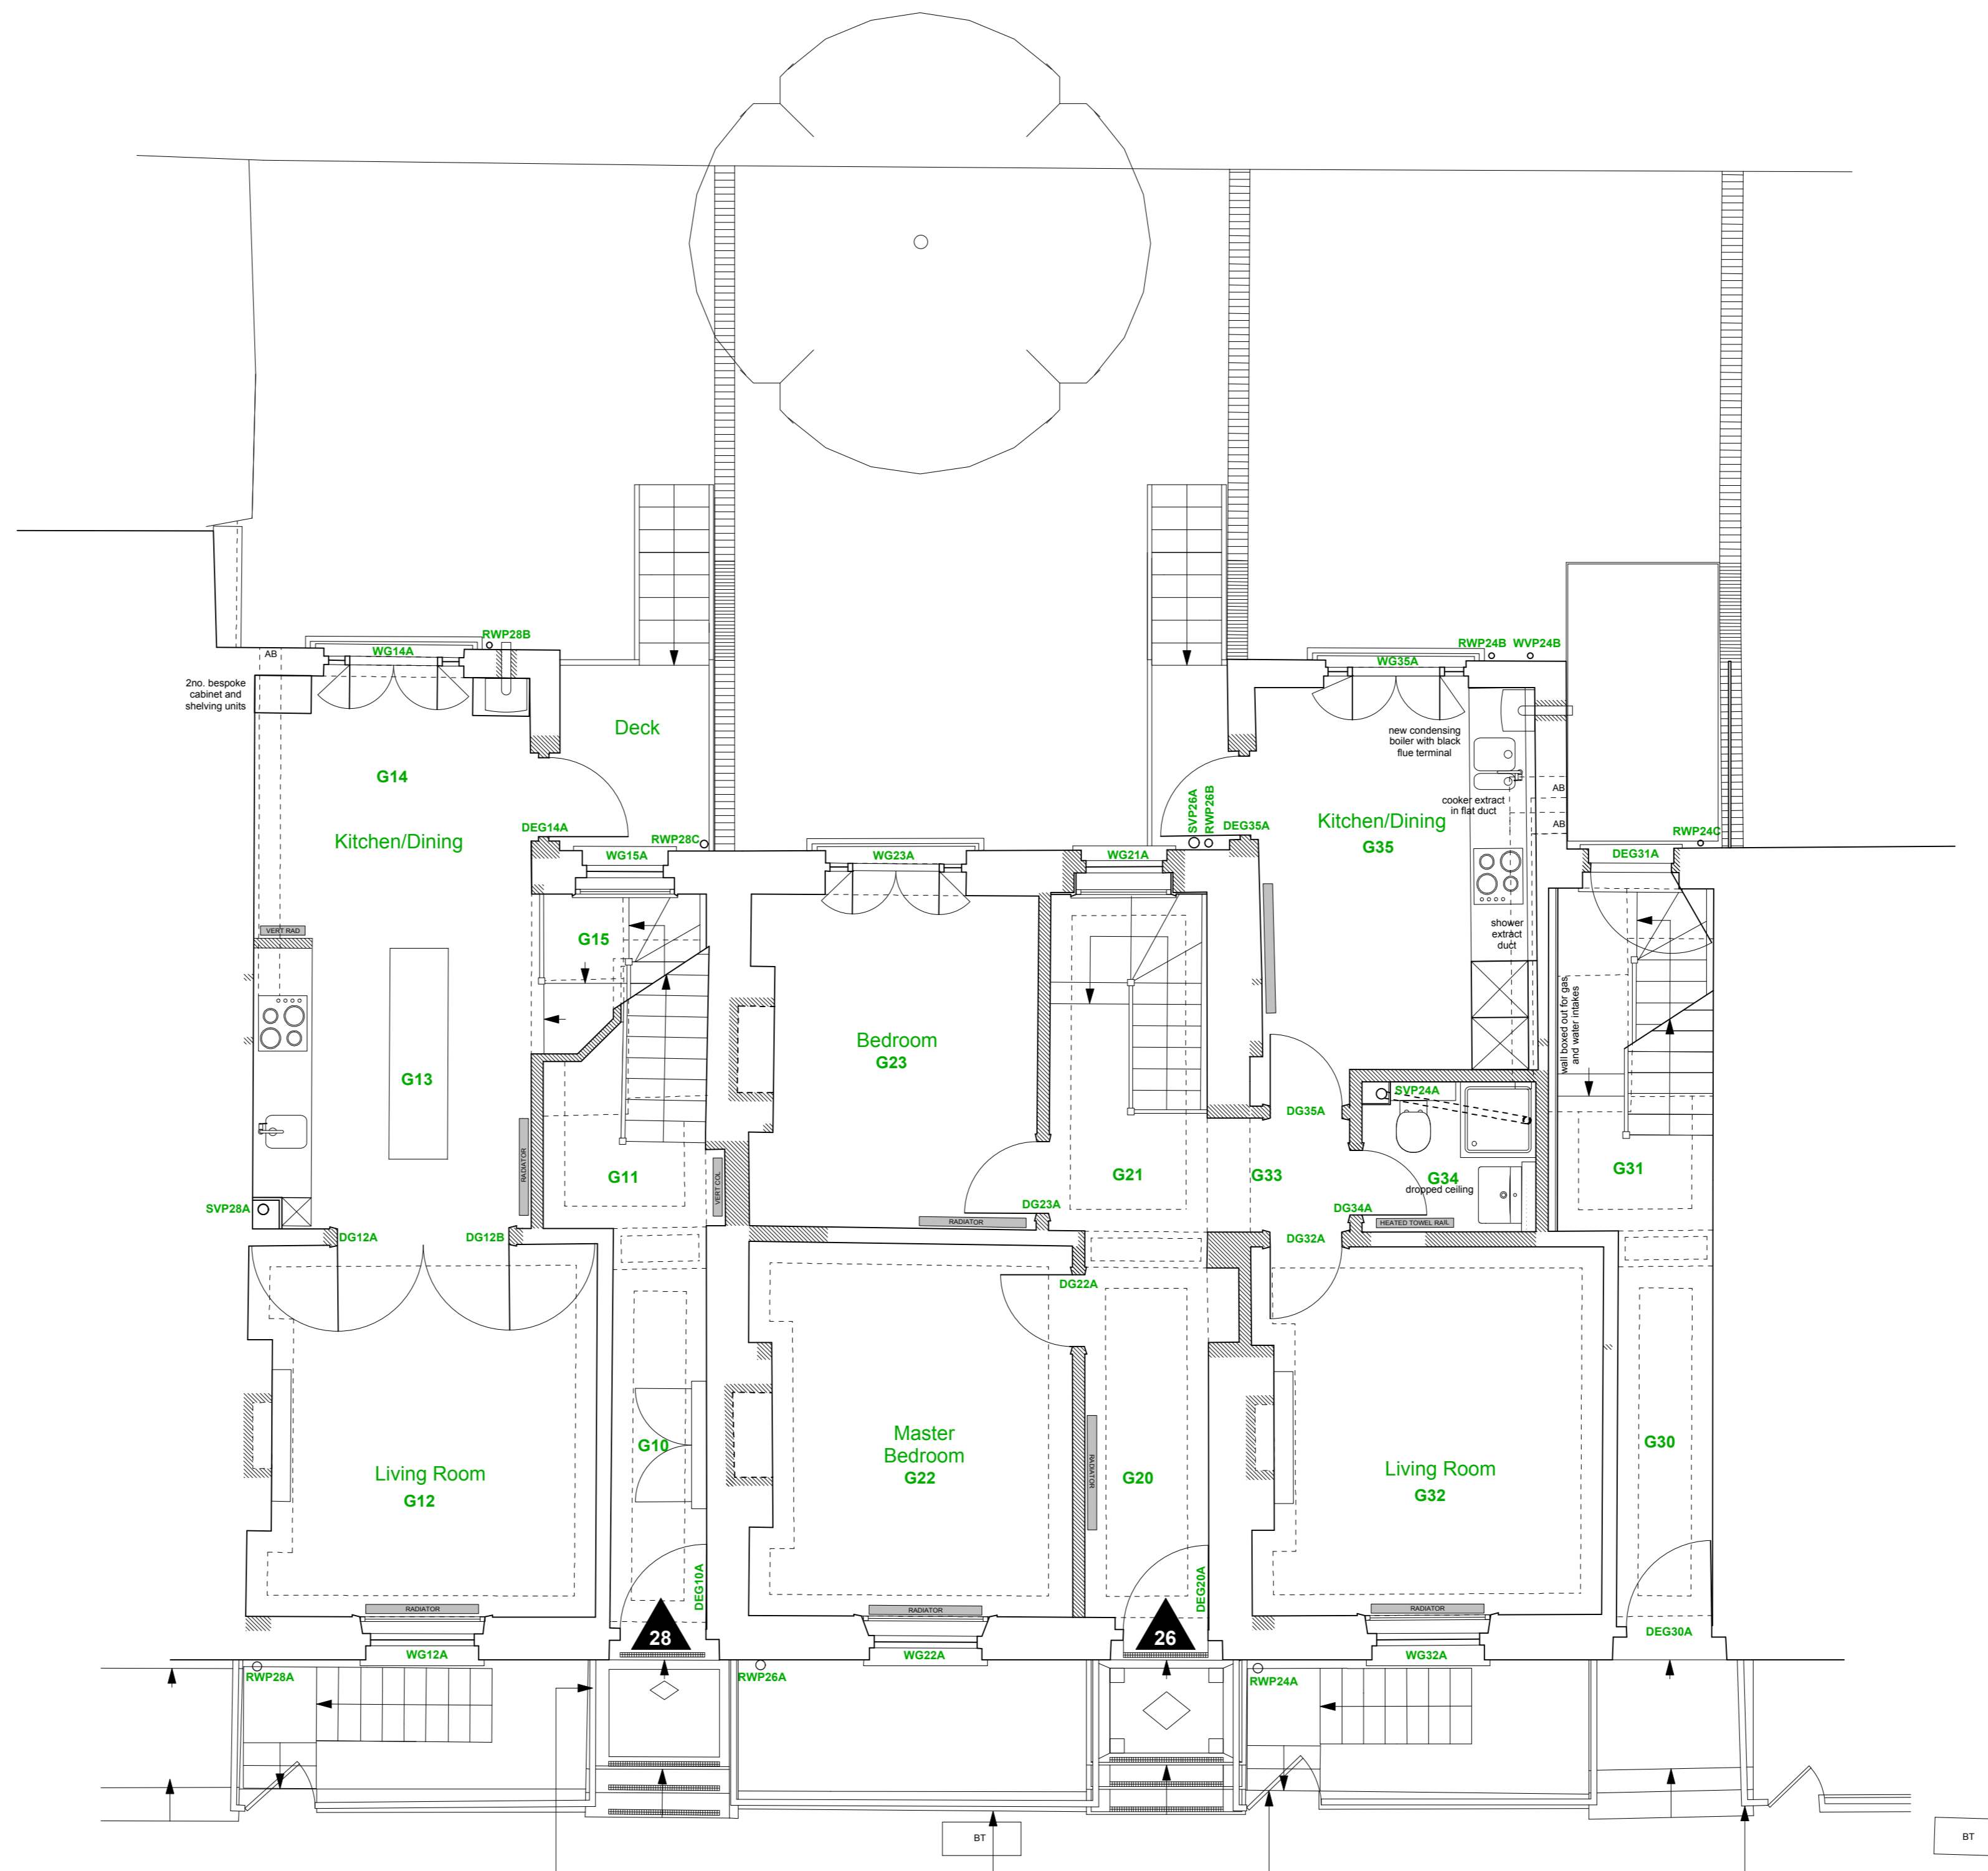 RWP28B
AB
WG14A
2no. bespoke
cabinet and
shelving units
RWP24B
WVP24B
WG35A
Deck
new condensing
boiler with black
flue terminal
G14
Kitchen/Dining
DEG14A
RWP28C
WG15A
WG23A
WG21A
SVP26A
RWP26B
DEG35A
Kitchen/Dining
G35
cooker extract
in flat duct
AB
AB
RWP24C
DEG31A
VERT RAD
G15
shower
extract
duct
wall boxed out for gas
and water intakes
Bedroom
G23
G13
RADIATOR
SVP24A
DG35A
G11
VERT COL
G21
G33
G34
dropped ceiling
G31
SVP28A
DG12A
DG12B
DG23A
RADIATOR
DG34A
HEATED TOWEL RAIL
DG32A
DG22A
G10
Master
Bedroom
G22
RADIATOR
G20
G30
Living Room
G12
Living Room
G32
DEG10A
DEG20A
RADIATOR
RADIATOR
RADIATOR
28
26
DEG30A
WG12A
WG22A
WG32A
RWP28A
RWP26A
RWP24A
BT
BT